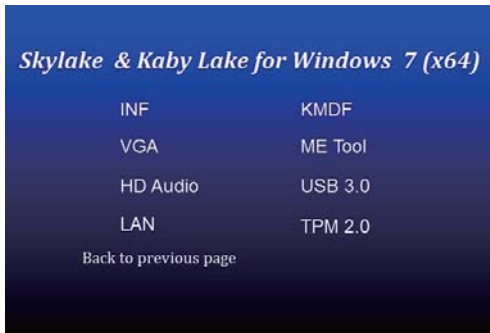 Skylake & Kaby Lake for Windows 7 (x64)
INF
VGA
HD Audio
LAN
KMDF
ME Tool
USB 3.0
TPM 2.0
Back to previous page